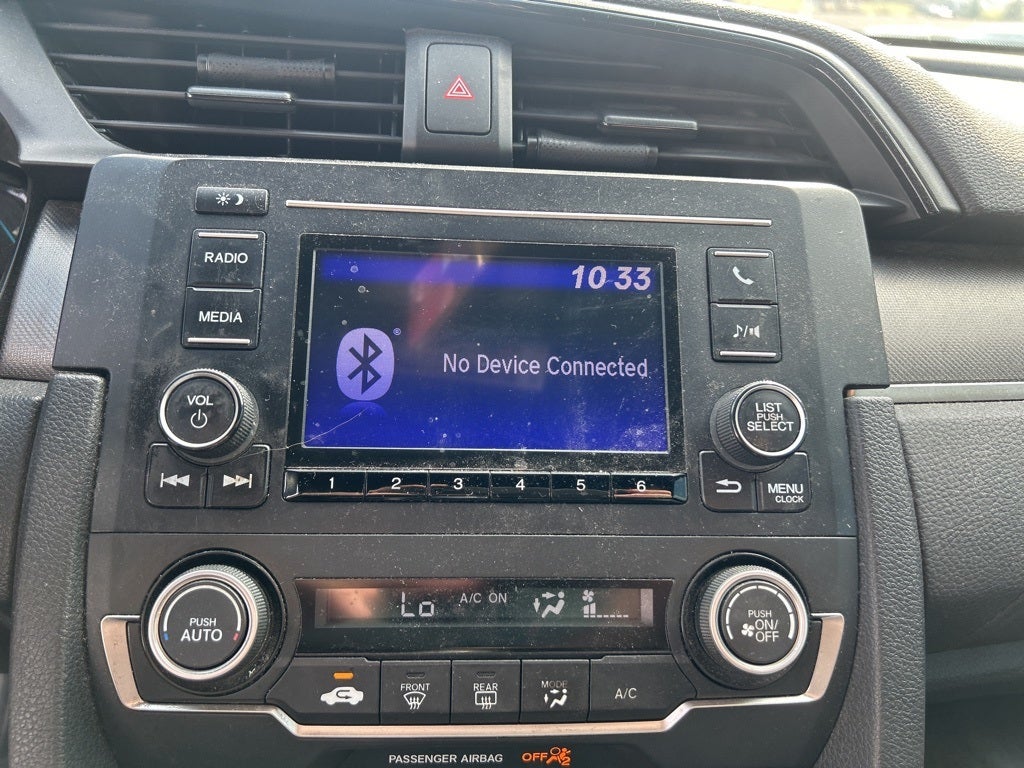 RADIO
MEDIA
VOL
10 33
®
No Device Connected
LIST
PUSH
SELECT
1 2 3 4 5 6
MENU
CLOCK
PUSH
AUTO
Lo A/C ON
PUSH
ON/
OFF
FRONT
REAR
MODE
A/C
PASSENGER AIRBAG OFF 2